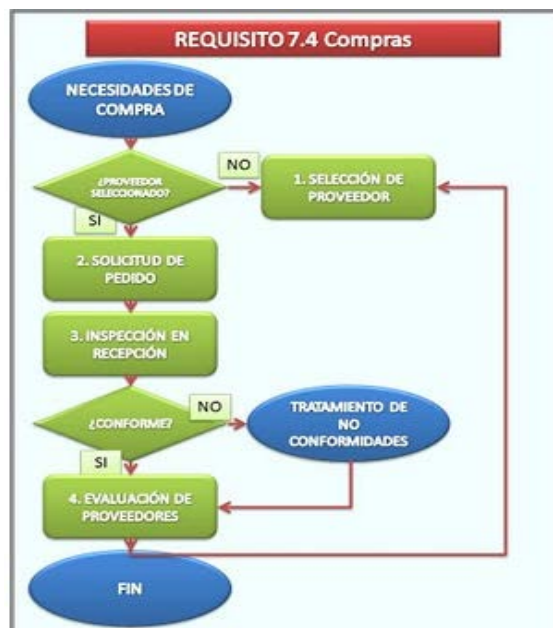 REQUISITO 7.4 Compras
NECESIDADES DE
COMPRA
¿PROVEEDOR
SELECCIONADO?
NO
1. SELECCIÓN DE
PROVEEDOR
SI
2. SOLICITUD DE
PEDIDO
3. INSPECCIÓN EN
RECEPCIÓN
¿CONFORME?
NO
TRATAMIENTO DE
NO
CONFORMIDADES
SI
4. EVALUACIÓN DE
PROVEEDORES
FIN